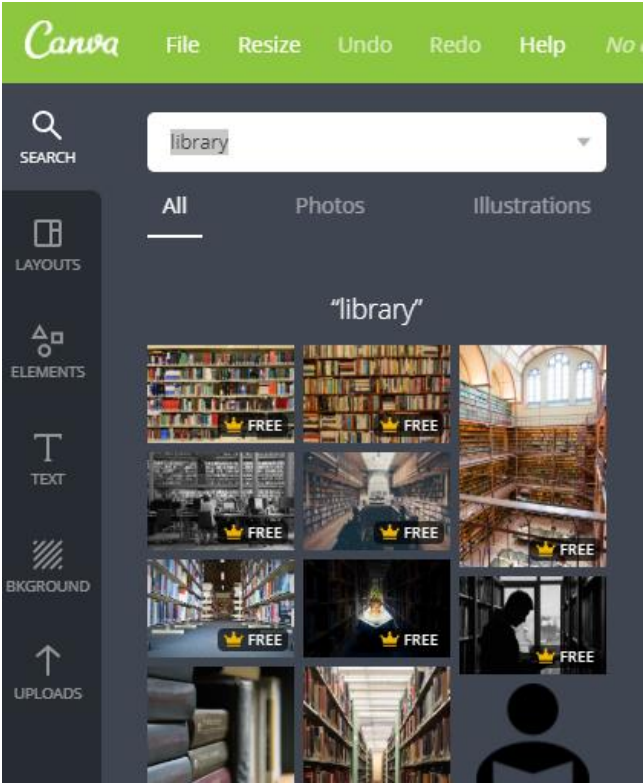 Canva File Resize Undo Redo Help No
SEARCH
library
All Photos Illustrations
LAYOUTS
"library"
ELEMENTS
FREE FREE
TEXT
FREE FREE FREE
BKGROUND
FREE FREE FREE
UPLOADS